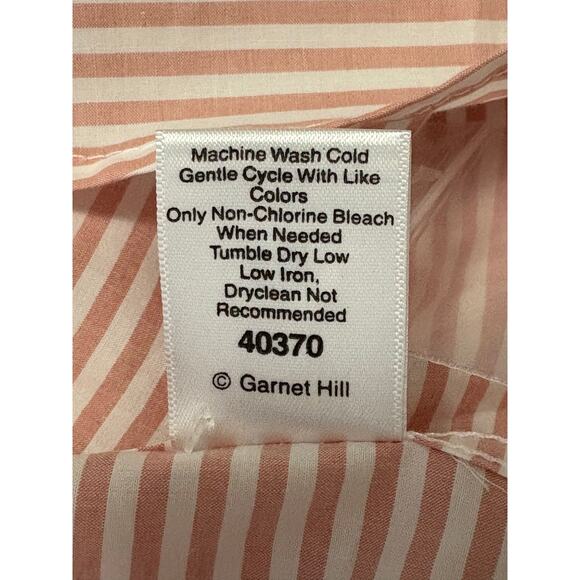 Machine Wash Cold
Gentle Cycle With Like
Colors
Only Non-Chlorine Bleach
When Needed
Tumble Dry Low
Low Iron,
Dryclean Not
Recommended
40370
© Garnet Hill